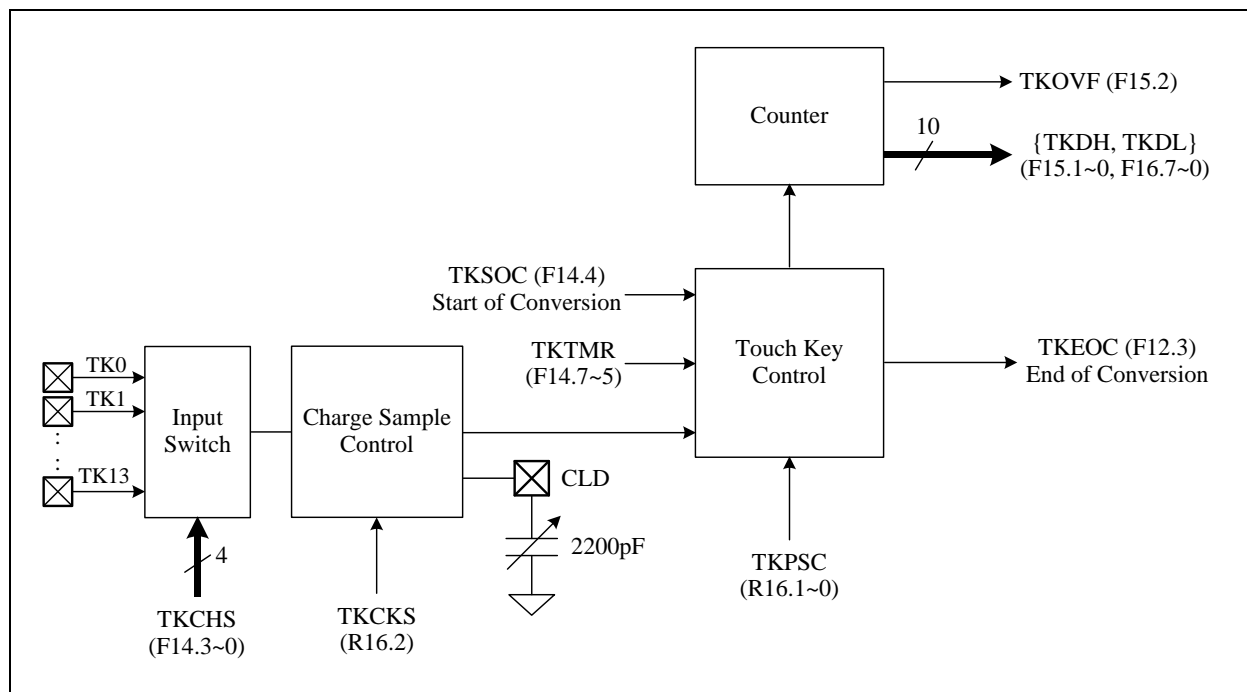 TKOVF (F15.2)
Counter
10
{TKDH, TKDL}
(F15.1~0, F16.7~0)
TKSOC (F14.4)
Start of Conversion
TKTMR
(F14.7~5)
Touch Key
Control
TKEOC (F12.3)
End of Conversion
TK0
TK1
TK13
Input
Switch
Charge Sample
Control
CLD
2200pF
4
TKCHS
(F14.3~0)
TKCKS
(R16.2)
TKPSC
(R16.1~0)